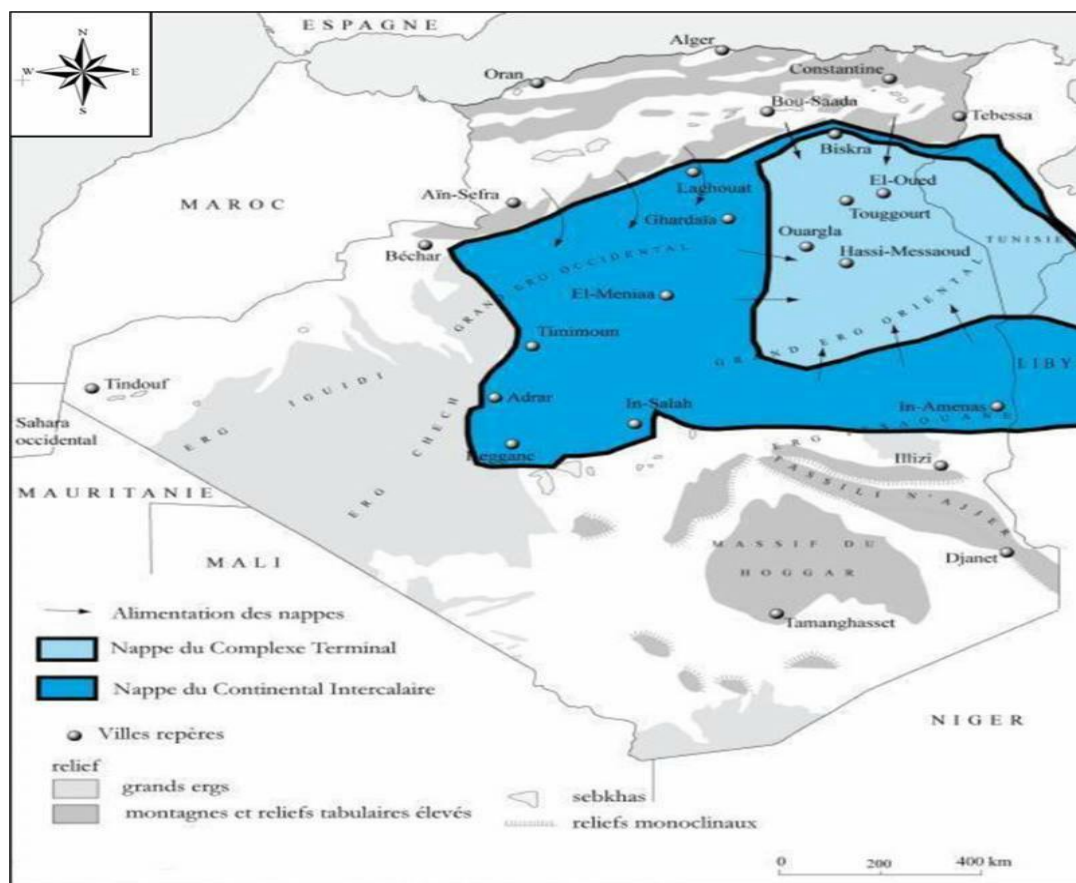 ESPAGNE
N
W E
S
Alger
Oran
Constantine
Bou-Saâda
Tebessa
Biskra
Laghouat
El-Oued
Aïn-Sefra
MAROC
Touggourt
Ghardaïa
Ouargla
TUNISIE
Béchar
Hassi-Messaoud
GRAND ERG OCCIDENTAL
El-Meniaa
GRAND ERG ORIENTAL
Timimoun
LIBY
Tindouf
ERG IGUIDI
Adrar
In-Salah
In-Amenas
Sahara
occidental
ERG CHECH
Reggane
ERG
Illizi
TASSILI N'AJJER
MAURITANIE
MASSIF DU
HOGGAR
Djanet
MALI
Tamanghasset
Alimentation des nappes
Nappe du Complexe Terminal
Nappe du Continental Intercalaire
NIGER
Villes repères
relief
grands ergs
sebkhas
montagnes et reliefs tabulaires élevés
reliefs monoclinaux
0 200 400 km